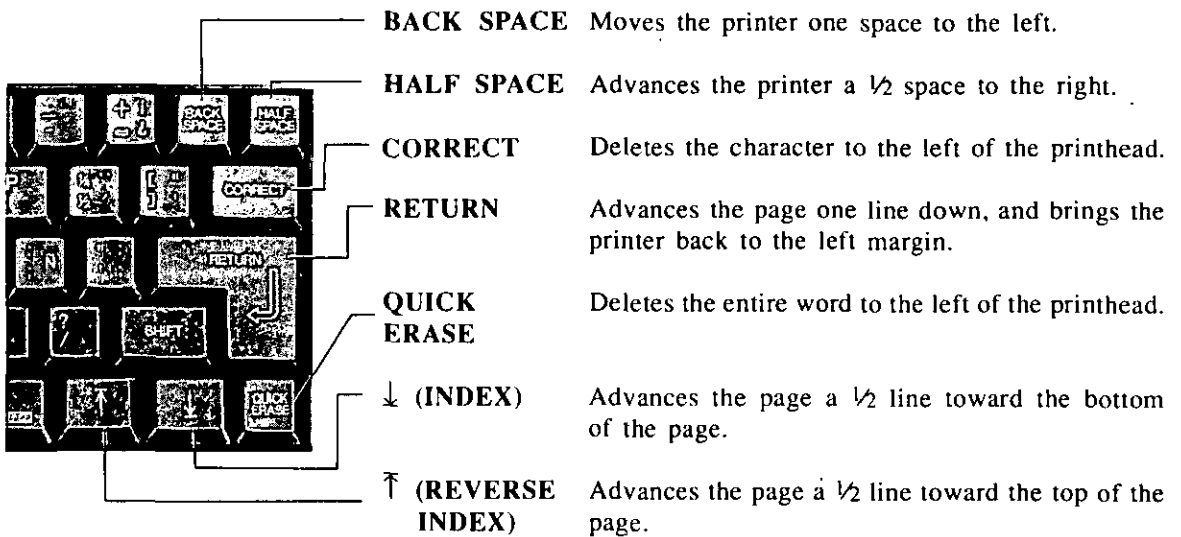 BACK SPACE Moves the printer one space to the left.
HALF SPACE Advances the printer a ½ space to the right.
CORRECT Deletes the character to the left of the printhead.
RETURN Advances the page one line down, and brings the
printer back to the left margin.
QUICK Deletes the entire word to the left of the printhead.
ERASE
↓ (INDEX) Advances the page a ½ line toward the bottom
of the page.
↑ (REVERSE Advances the page a ½ line toward the top of the
INDEX) page.
+
-
BACK
SPACE
HALF
SPACE
P
[
]
CORRECT
N
RETURN
?
/
SHIFT
↑
↓
QUICK
ERASE